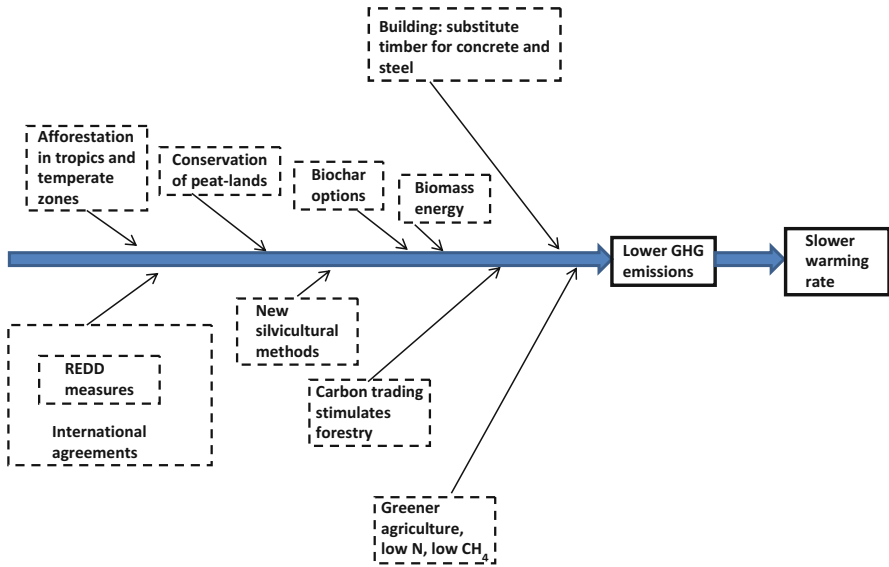 Building: substitute
timber for concrete and
steel
Afforestation
in tropics and
temperate
zones
Conservation
of peat-lands
Biochar
options
Biomass
energy
Lower GHG
emissions
Slower
warming
rate
REDD
measures
International
agreements
New
silvicultural
methods
Carbon trading
stimulates
forestry
Greener
agriculture,
low N, low CH₄